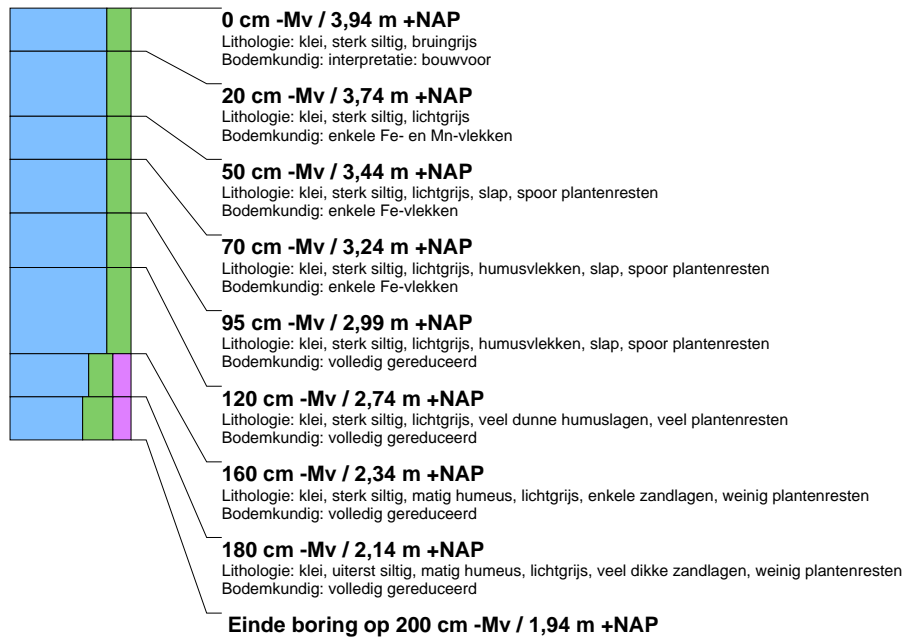 0 cm -Mv / 3,94 m +NAP
Lithologie: klei, sterk siltig, bruingrijs
Bodemkundig: interpretatie: bouwvoor
20 cm -Mv / 3,74 m +NAP
Lithologie: klei, sterk siltig, lichtgrijs
Bodemkundig: enkele Fe- en Mn-vlekken
50 cm -Mv / 3,44 m +NAP
Lithologie: klei, sterk siltig, lichtgrijs, slap, spoor plantenresten
Bodemkundig: enkele Fe-vlekken
70 cm -Mv / 3,24 m +NAP
Lithologie: klei, sterk siltig, lichtgrijs, humusvlekken, slap, spoor plantenresten
Bodemkundig: enkele Fe-vlekken
95 cm -Mv / 2,99 m +NAP
Lithologie: klei, sterk siltig, lichtgrijs, humusvlekken, slap, spoor plantenresten
Bodemkundig: volledig gereduceerd
120 cm -Mv / 2,74 m +NAP
Lithologie: klei, sterk siltig, lichtgrijs, veel dunne humuslagen, veel plantenresten
Bodemkundig: volledig gereduceerd
160 cm -Mv / 2,34 m +NAP
Lithologie: klei, sterk siltig, matig humeus, lichtgrijs, enkele zandlagen, weinig plantenresten
Bodemkundig: volledig gereduceerd
180 cm -Mv / 2,14 m +NAP
Lithologie: klei, uiterst siltig, matig humeus, lichtgrijs, veel dikke zandlagen, weinig plantenresten
Bodemkundig: volledig gereduceerd
Einde boring op 200 cm -Mv / 1,94 m +NAP